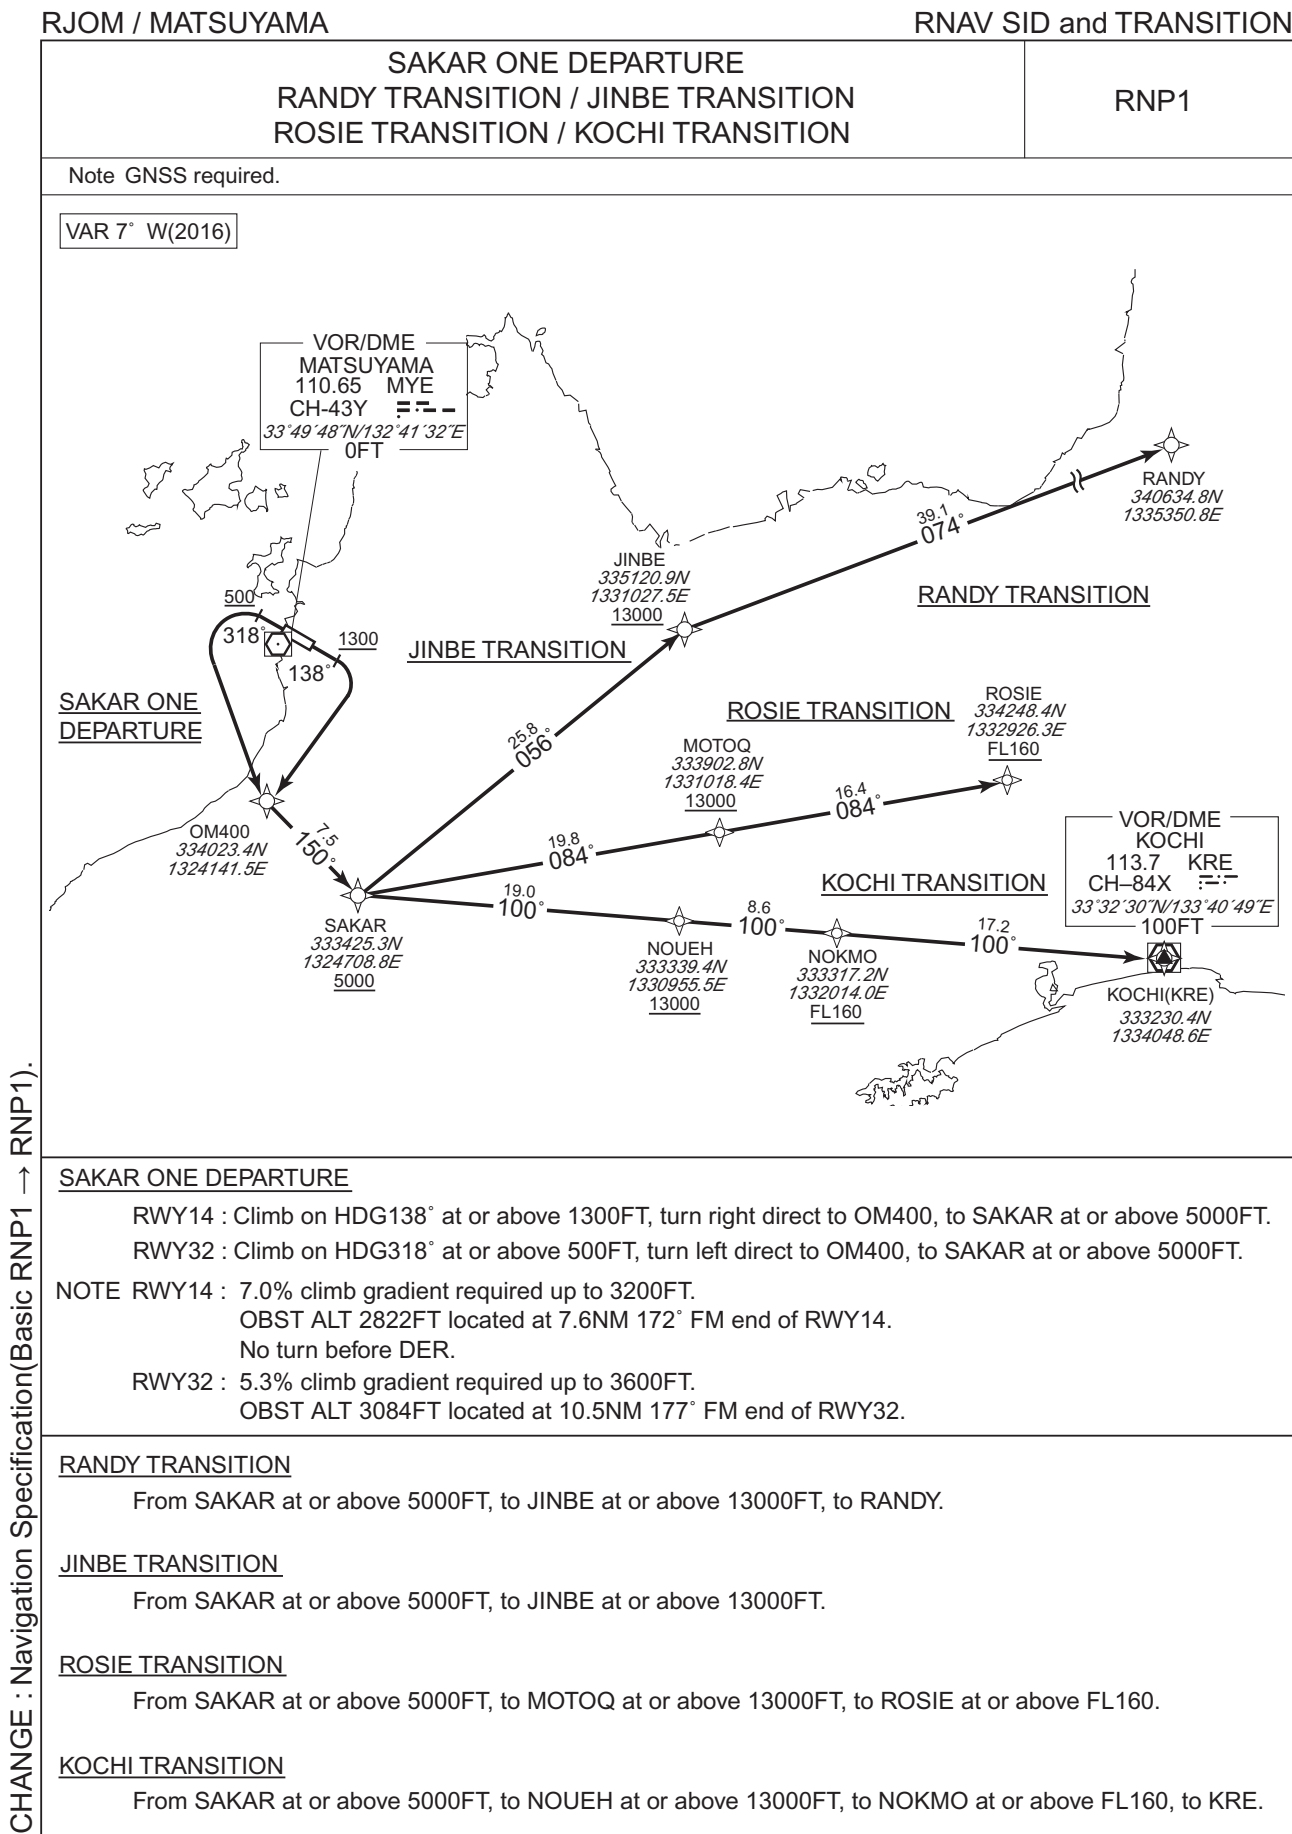 RJOM / MATSUYAMA
RNAV SID and TRANSITION
SAKAR ONE DEPARTURE
RANDY TRANSITION / JINBE TRANSITION
ROSIE TRANSITION / KOCHI TRANSITION
RNP1
Note GNSS required.
VAR 7° W(2016)
VOR/DME
MATSUYAMA
110.65 MYE
CH-43Y
33°49´48˝N/132°41´32˝E
0FT
RANDY
340634.8N
1335350.8E
39.1
074°
JINBE
335120.9N
1331027.5E
13000
RANDY TRANSITION
500
318°
1300
138°
JINBE TRANSITION
SAKAR ONE
DEPARTURE
25.8
056°
ROSIE TRANSITION
ROSIE
334248.4N
1332926.3E
FL160
MOTOQ
333902.8N
1331018.4E
13000
16.4
084°
OM400
334023.4N
1324141.5E
7.5
150°
19.8
084°
VOR/DME
KOCHI
113.7 KRE
CH–84X
33°32´30˝N/133°40´49˝E
100FT
KOCHI TRANSITION
19.0
100°
8.6
100°
17.2
100°
SAKAR
333425.3N
1324708.8E
5000
NOUEH
333339.4N
1330955.5E
13000
NOKMO
333317.2N
1332014.0E
FL160
KOCHI(KRE)
333230.4N
1334048.6E
SAKAR ONE DEPARTURE
RWY14 : Climb on HDG138° at or above 1300FT, turn right direct to OM400, to SAKAR at or above 5000FT.
RWY32 : Climb on HDG318° at or above 500FT, turn left direct to OM400, to SAKAR at or above 5000FT.
NOTE RWY14 : 7.0% climb gradient required up to 3200FT.
OBST ALT 2822FT located at 7.6NM 172° FM end of RWY14.
No turn before DER.
RWY32 : 5.3% climb gradient required up to 3600FT.
OBST ALT 3084FT located at 10.5NM 177° FM end of RWY32.
RANDY TRANSITION
From SAKAR at or above 5000FT, to JINBE at or above 13000FT, to RANDY.
JINBE TRANSITION
From SAKAR at or above 5000FT, to JINBE at or above 13000FT.
ROSIE TRANSITION
From SAKAR at or above 5000FT, to MOTOQ at or above 13000FT, to ROSIE at or above FL160.
KOCHI TRANSITION
From SAKAR at or above 5000FT, to NOUEH at or above 13000FT, to NOKMO at or above FL160, to KRE.
CHANGE : Navigation Specification(Basic RNP1 → RNP1).